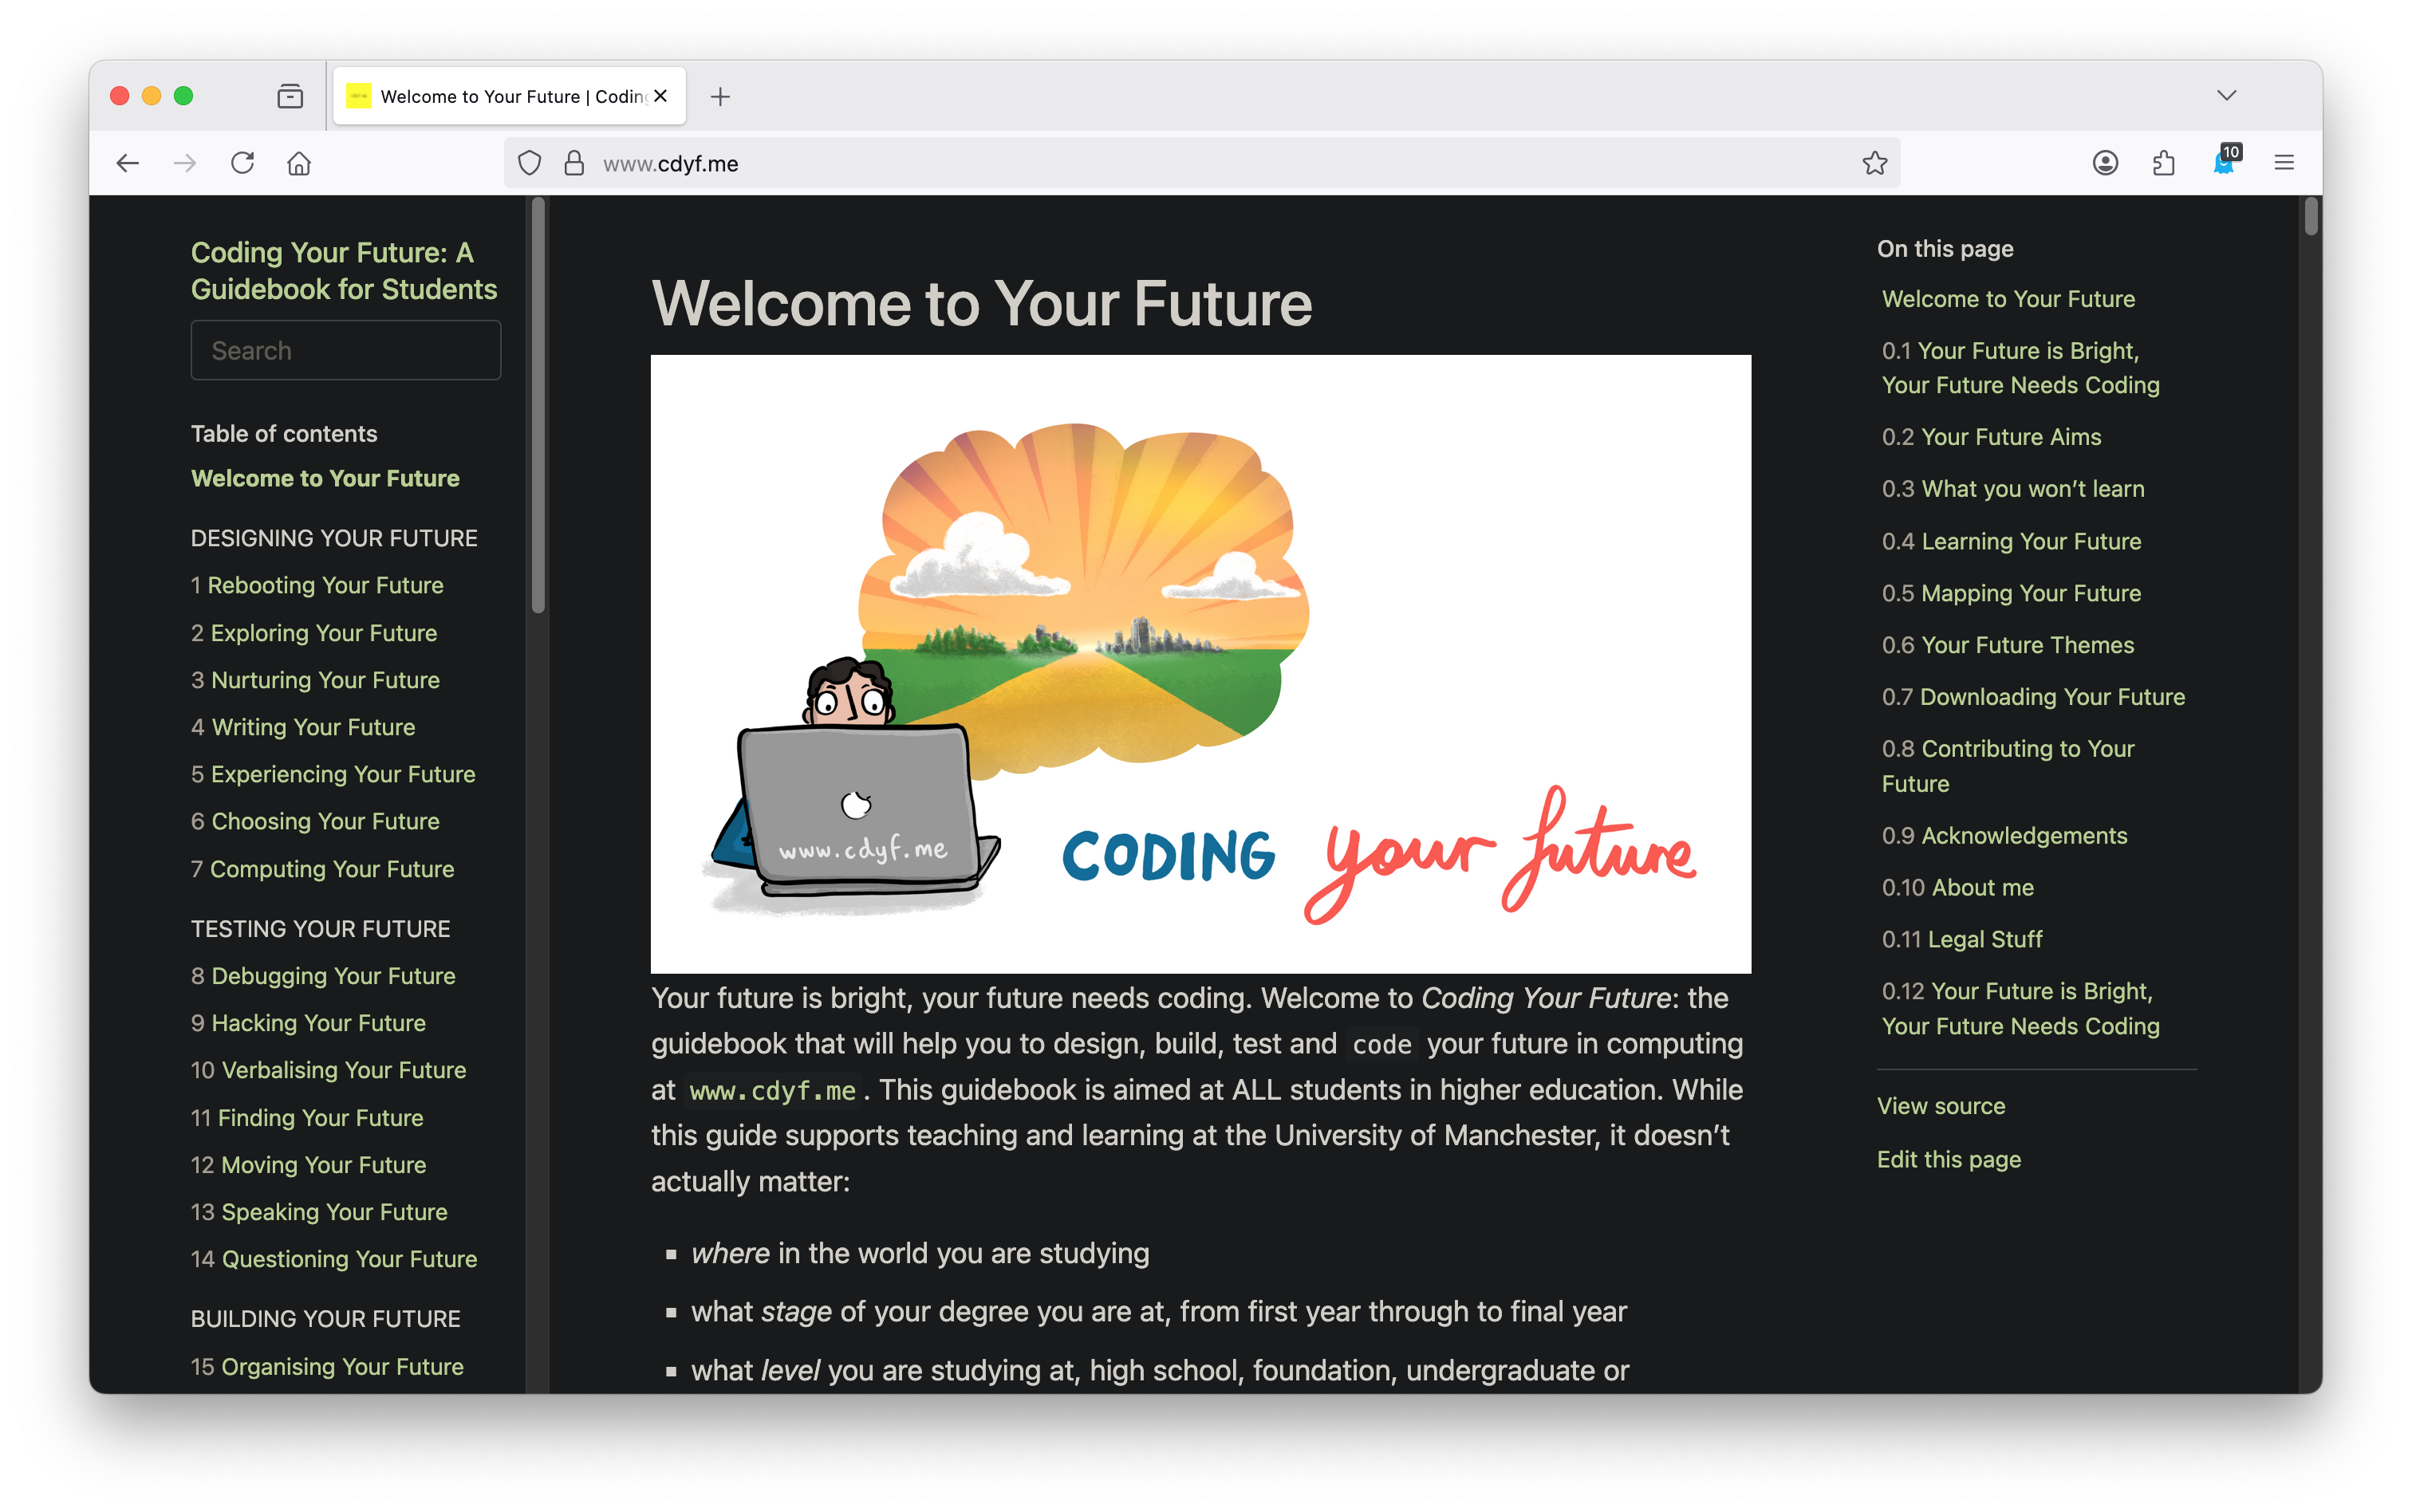 Welcome to Your Future | Coding
www.cdyf.me
10
Coding Your Future: A
Guidebook for Students
Search
Table of contents
Welcome to Your Future
DESIGNING YOUR FUTURE
1 Rebooting Your Future
2 Exploring Your Future
3 Nurturing Your Future
4 Writing Your Future
5 Experiencing Your Future
6 Choosing Your Future
7 Computing Your Future
TESTING YOUR FUTURE
8 Debugging Your Future
9 Hacking Your Future
10 Verbalising Your Future
11 Finding Your Future
12 Moving Your Future
13 Speaking Your Future
14 Questioning Your Future
BUILDING YOUR FUTURE
15 Organising Your Future
Welcome to Your Future
www.cdyf.me
CODING your future
Your future is bright, your future needs coding. Welcome to Coding Your Future: the
guidebook that will help you to design, build, test and code your future in computing
at www.cdyf.me. This guidebook is aimed at ALL students in higher education. While
this guide supports teaching and learning at the University of Manchester, it doesn’t
actually matter:
▪ where in the world you are studying
▪ what stage of your degree you are at, from first year through to final year
▪ what level you are studying at, high school, foundation, undergraduate or
On this page
Welcome to Your Future
0.1 Your Future is Bright,
Your Future Needs Coding
0.2 Your Future Aims
0.3 What you won’t learn
0.4 Learning Your Future
0.5 Mapping Your Future
0.6 Your Future Themes
0.7 Downloading Your Future
0.8 Contributing to Your
Future
0.9 Acknowledgements
0.10 About me
0.11 Legal Stuff
0.12 Your Future is Bright,
Your Future Needs Coding
View source
Edit this page